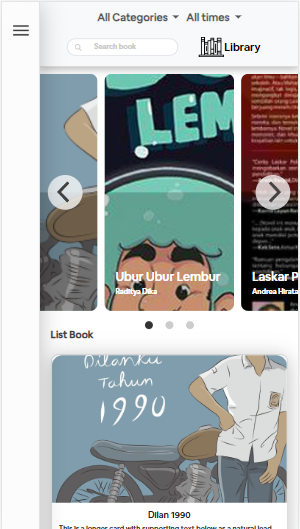 All Categories All times
Search book
Library
LEM
Ubur Ubur Lembur
Raditya Dika
Laskar P
Andrea Hirata
List Book
Dilanku
Tahun
1990
Dilan 1990
This is a longer card with supporting text below as a natural lead